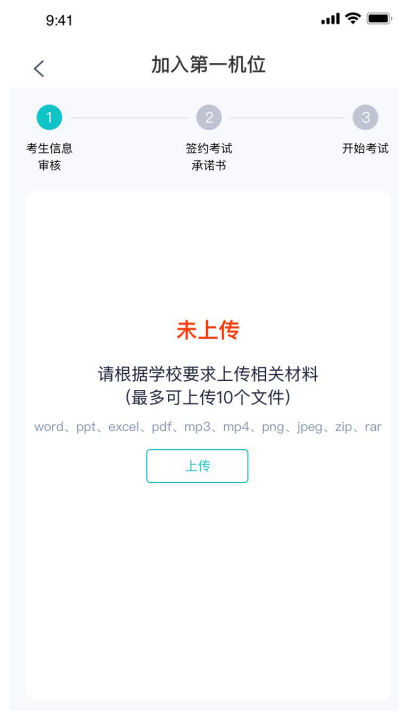 9:41
加入第一机位
1
2
3
考生信息
审核
签约考试
承诺书
开始考试
未上传
请根据学校要求上传相关材料
（最多可上传10个文件）
word、ppt、excel、pdf、mp3、mp4、png、jpeg、zip、rar
上传